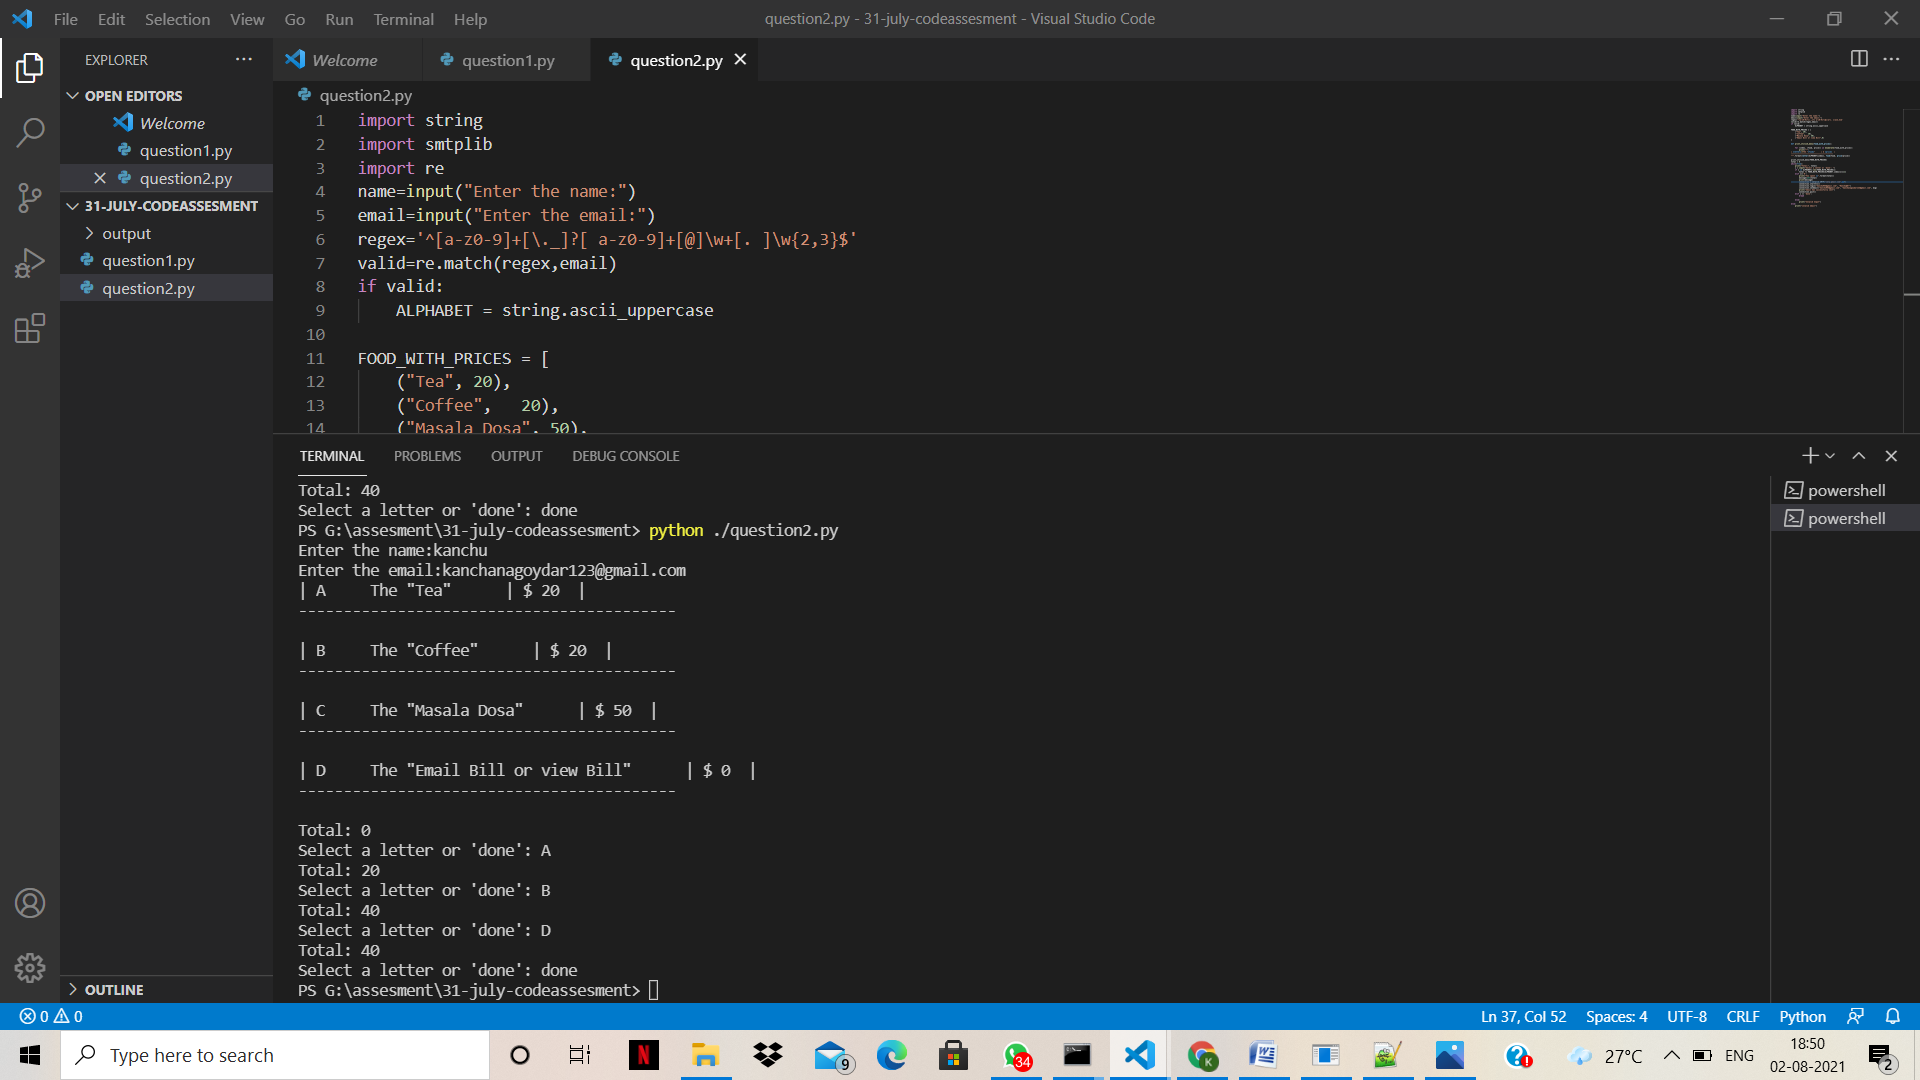 File Edit Selection View Go Run Terminal Help
question2.py - 31-july-codeassesment - Visual Studio Code
EXPLORER
Welcome question1.py question2.py
OPEN EDITORS
Welcome
question1.py
question2.py
31-JULY-CODEASSESMENT
output
question1.py
question2.py
OUTLINE
question2.py
1 import string
2 import smtplib
3 import re
4 name=input("Enter the name:")
5 email=input("Enter the email:")
6 regex='^[a-z0-9]+[\._]?[ a-z0-9]+[@]\w+[. ]\w{2,3}$'
7 valid=re.match(regex,email)
8 if valid:
9 ALPHABET = string.ascii_uppercase
10
11 FOOD_WITH_PRICES = [
12 ("Tea", 20),
13 ("Coffee", 20),
14 ("Masala Dosa", 50),
TERMINAL PROBLEMS OUTPUT DEBUG CONSOLE
powershell
powershell
Total: 40
Select a letter or 'done': done
PS G:\assesment\31-july-codeassesment> python ./question2.py
Enter the name:kanchu
Enter the email:kanchanagoydar123@gmail.com
| A The "Tea" | $ 20 |
------------------------------------------
| B The "Coffee" | $ 20 |
------------------------------------------
| C The "Masala Dosa" | $ 50 |
------------------------------------------
| D The "Email Bill or view Bill" | $ 0 |
------------------------------------------
Total: 0
Select a letter or 'done': A
Total: 20
Select a letter or 'done': B
Total: 40
Select a letter or 'done': D
Total: 40
Select a letter or 'done': done
PS G:\assesment\31-july-codeassesment>
0 0
Ln 37, Col 52 Spaces: 4 UTF-8 CRLF Python
Type here to search
N
9
34
K
27°C
ENG
18:50
02-08-2021
2